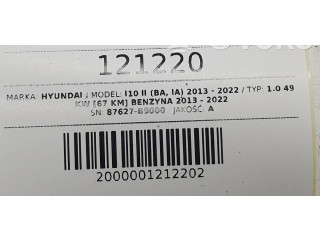 121220
MARKA: HYUNDAI / MODEL: I10 II (BA, IA) 2013 - 2022 / TYP: 1.0 49
KW [67 KM] BENZYNA 2013 - 2022
SN: 87627-B9000 JAKOŚĆ: A
2000001212202